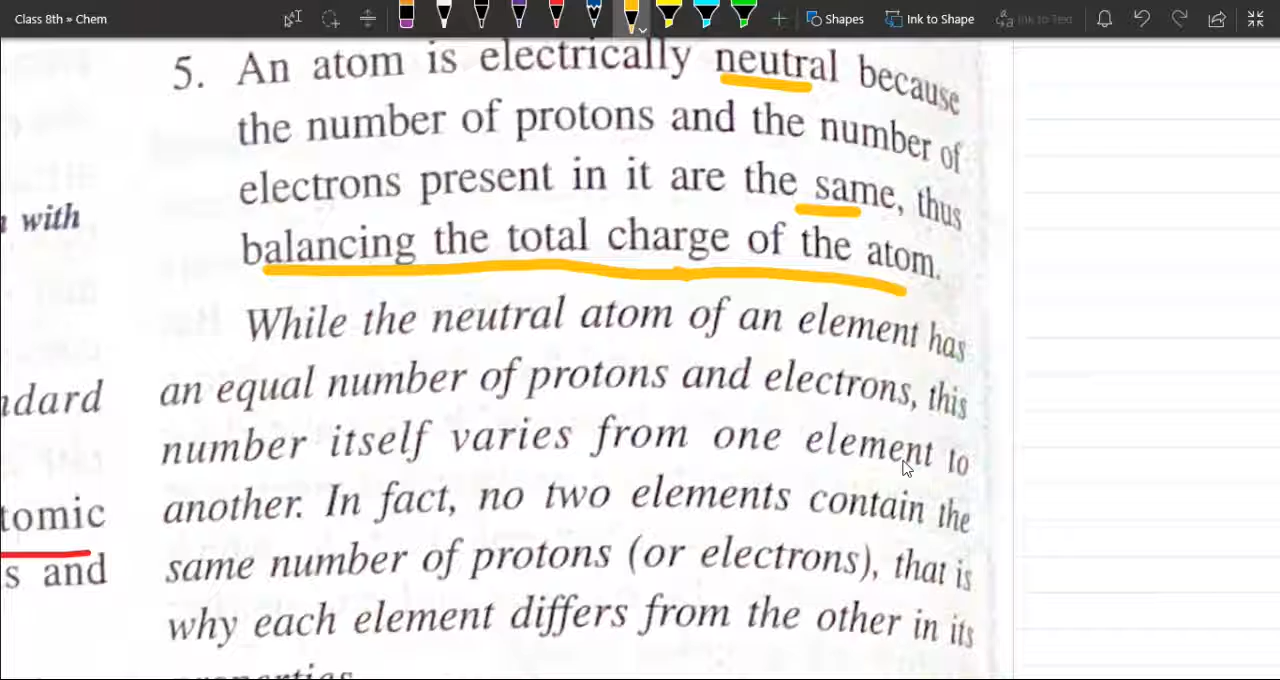 Class 8th » Chem
Shapes
Ink to Shape
Ink to Text
5. An atom is electrically neutral because
the number of protons and the number of
electrons present in it are the same, thus
balancing the total charge of the atom.
While the neutral atom of an element has
an equal number of protons and electrons, this
number itself varies from one element to
another. In fact, no two elements contain the
same number of protons (or electrons), that is
why each element differs from the other in its
properties
with
tomic
s and